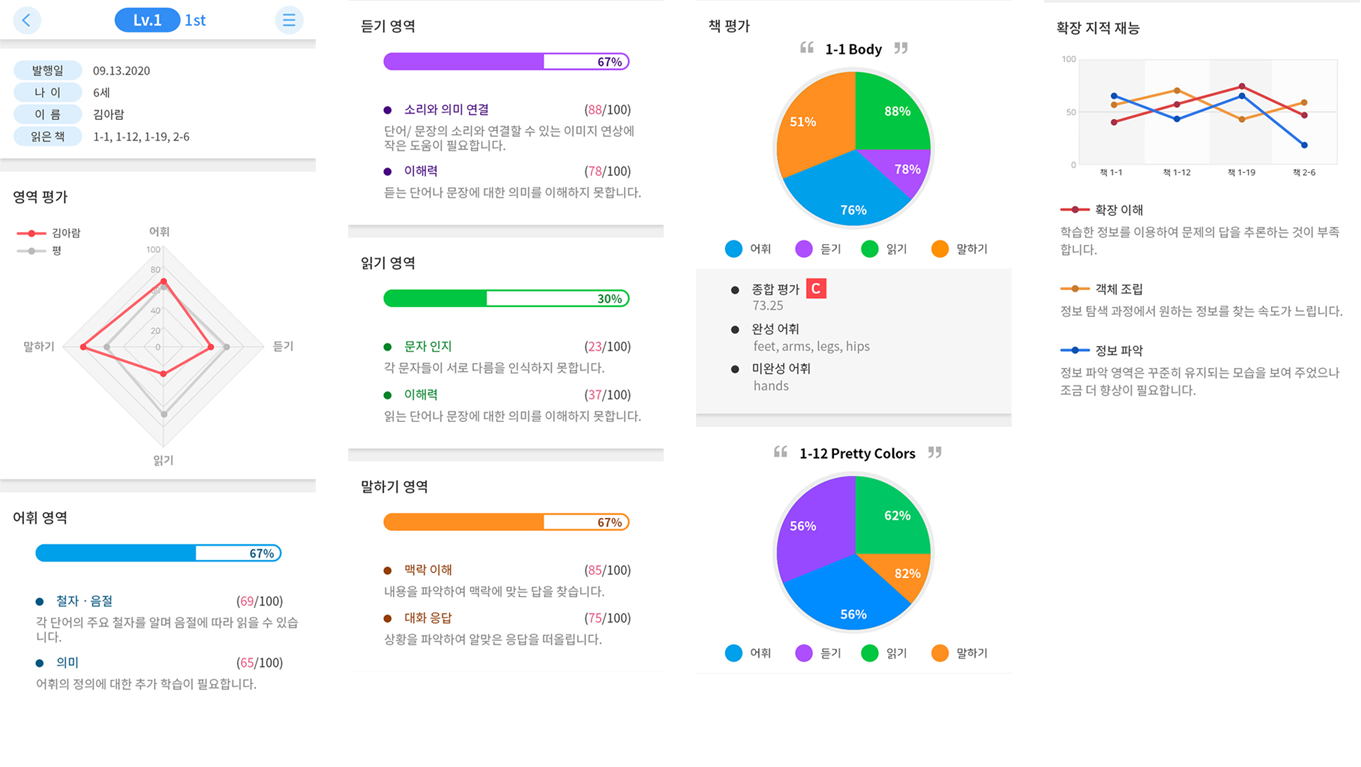 Lv.1 1st
발행일 09.13.2020
나 이 6세
이 름 김아람
읽은 책 1-1, 1-12, 1-19, 2-6
영역 평가
김아람
평
어휘
100
80
40
20
0
말하기
듣기
읽기
어휘 영역
67%
철자 · 음절 (69/100)
각 단어의 주요 철자를 알며 음절에 따라 읽을 수 있습
니다.
의미 (65/100)
어휘의 정의에 대한 추가 학습이 필요합니다.
듣기 영역
67%
소리와 의미 연결 (88/100)
단어/ 문장의 소리와 연결할 수 있는 이미지 연상에
작은 도움이 필요합니다.
이해력 (78/100)
듣는 단어나 문장에 대한 의미를 이해하지 못합니다.
읽기 영역
30%
문자 인지 (23/100)
각 문자들이 서로 다름을 인식하지 못합니다.
이해력 (37/100)
읽는 단어나 문장에 대한 의미를 이해하지 못합니다.
말하기 영역
67%
맥락 이해 (85/100)
내용을 파악하여 맥락에 맞는 답을 찾습니다.
대화 응답 (75/100)
상황을 파악하여 알맞은 응답을 떠올립니다.
책 평가
“ 1-1 Body ”
88%
51%
78%
76%
어휘 듣기 읽기 말하기
종합 평가 C
73.25
완성 어휘
feet, arms, legs, hips
미완성 어휘
hands
“ 1-12 Pretty Colors ”
62%
56%
82%
56%
어휘 듣기 읽기 말하기
확장 지적 재능
100
50
0
책 1-1 책 1-12 책 1-19 책 2-6
확장 이해
학습한 정보를 이용하여 문제의 답을 추론하는 것이 부족
합니다.
객체 조립
정보 탐색 과정에서 원하는 정보를 찾는 속도가 느립니다.
정보 파악
정보 파악 영역은 꾸준히 유지되는 모습을 보여 주었으나
조금 더 향상이 필요합니다.